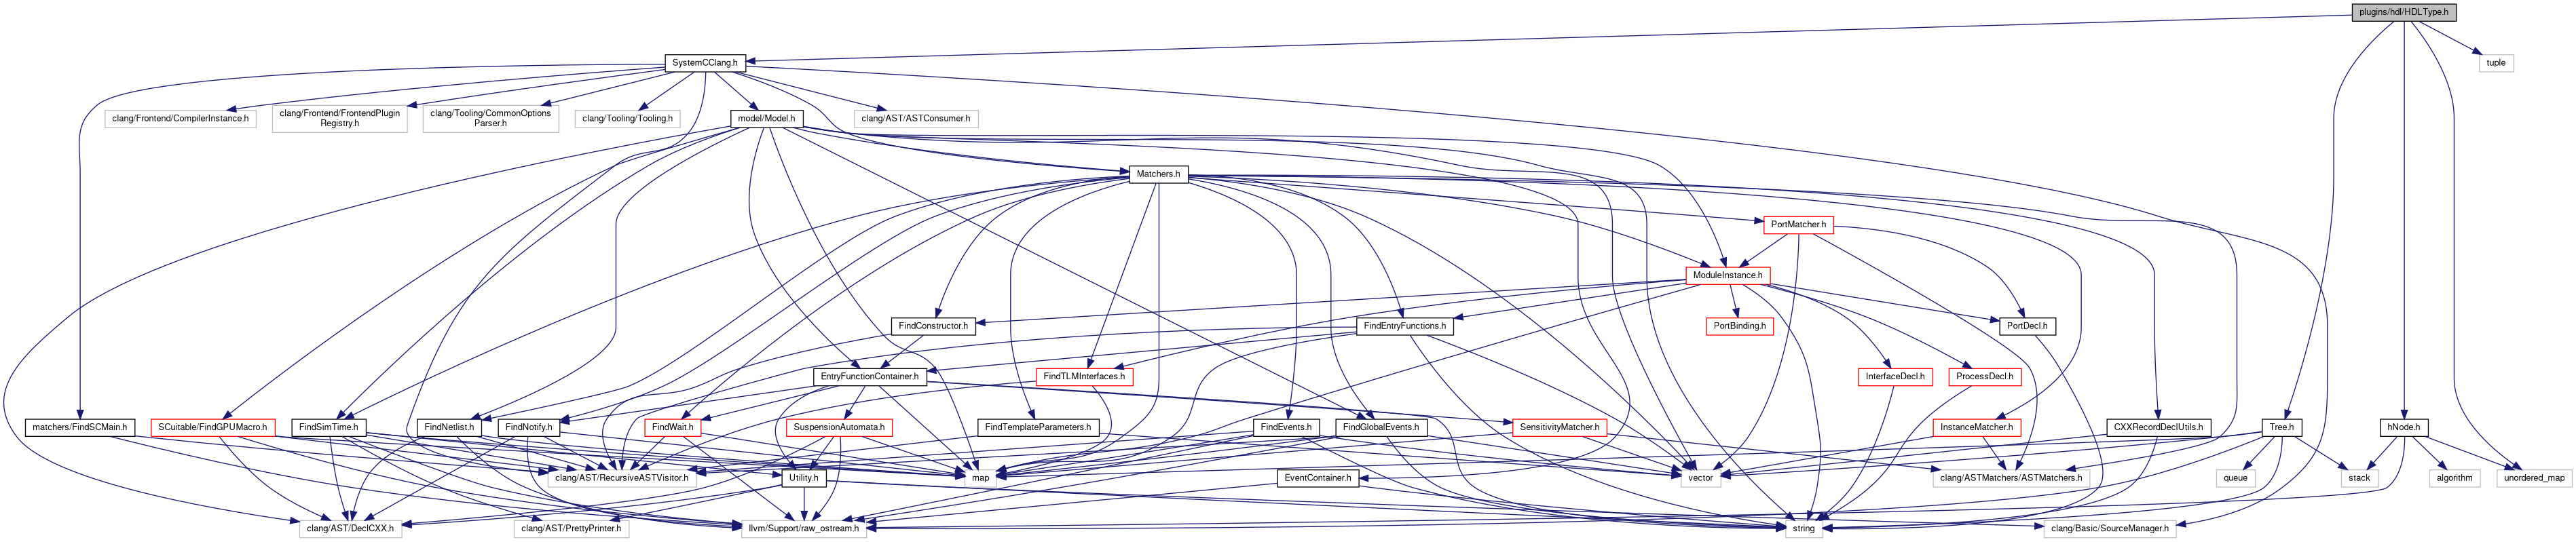 plugins/hdl/HDLType.h
SystemCClang.h
tuple
clang/Frontend/CompilerInstance.h
clang/Frontend/FrontendPlugin
Registry.h
clang/Tooling/CommonOptions
Parser.h
clang/Tooling/Tooling.h
model/Model.h
clang/AST/ASTConsumer.h
Matchers.h
PortMatcher.h
ModuleInstance.h
FindConstructor.h
FindEntryFunctions.h
PortBinding.h
PortDecl.h
EntryFunctionContainer.h
FindTLMInterfaces.h
InterfaceDecl.h
ProcessDecl.h
matchers/FindSCMain.h
SCuitable/FindGPUMacro.h
FindSimTime.h
FindNetlist.h
FindNotify.h
FindWait.h
SuspensionAutomata.h
FindTemplateParameters.h
FindEvents.h
FindGlobalEvents.h
SensitivityMatcher.h
InstanceMatcher.h
CXXRecordDeclUtils.h
Tree.h
hNode.h
clang/AST/RecursiveASTVisitor.h
Utility.h
map
EventContainer.h
vector
clang/ASTMatchers/ASTMatchers.h
queue
stack
algorithm
unordered_map
clang/AST/DeclCXX.h
clang/AST/PrettyPrinter.h
llvm/Support/raw_ostream.h
string
clang/Basic/SourceManager.h